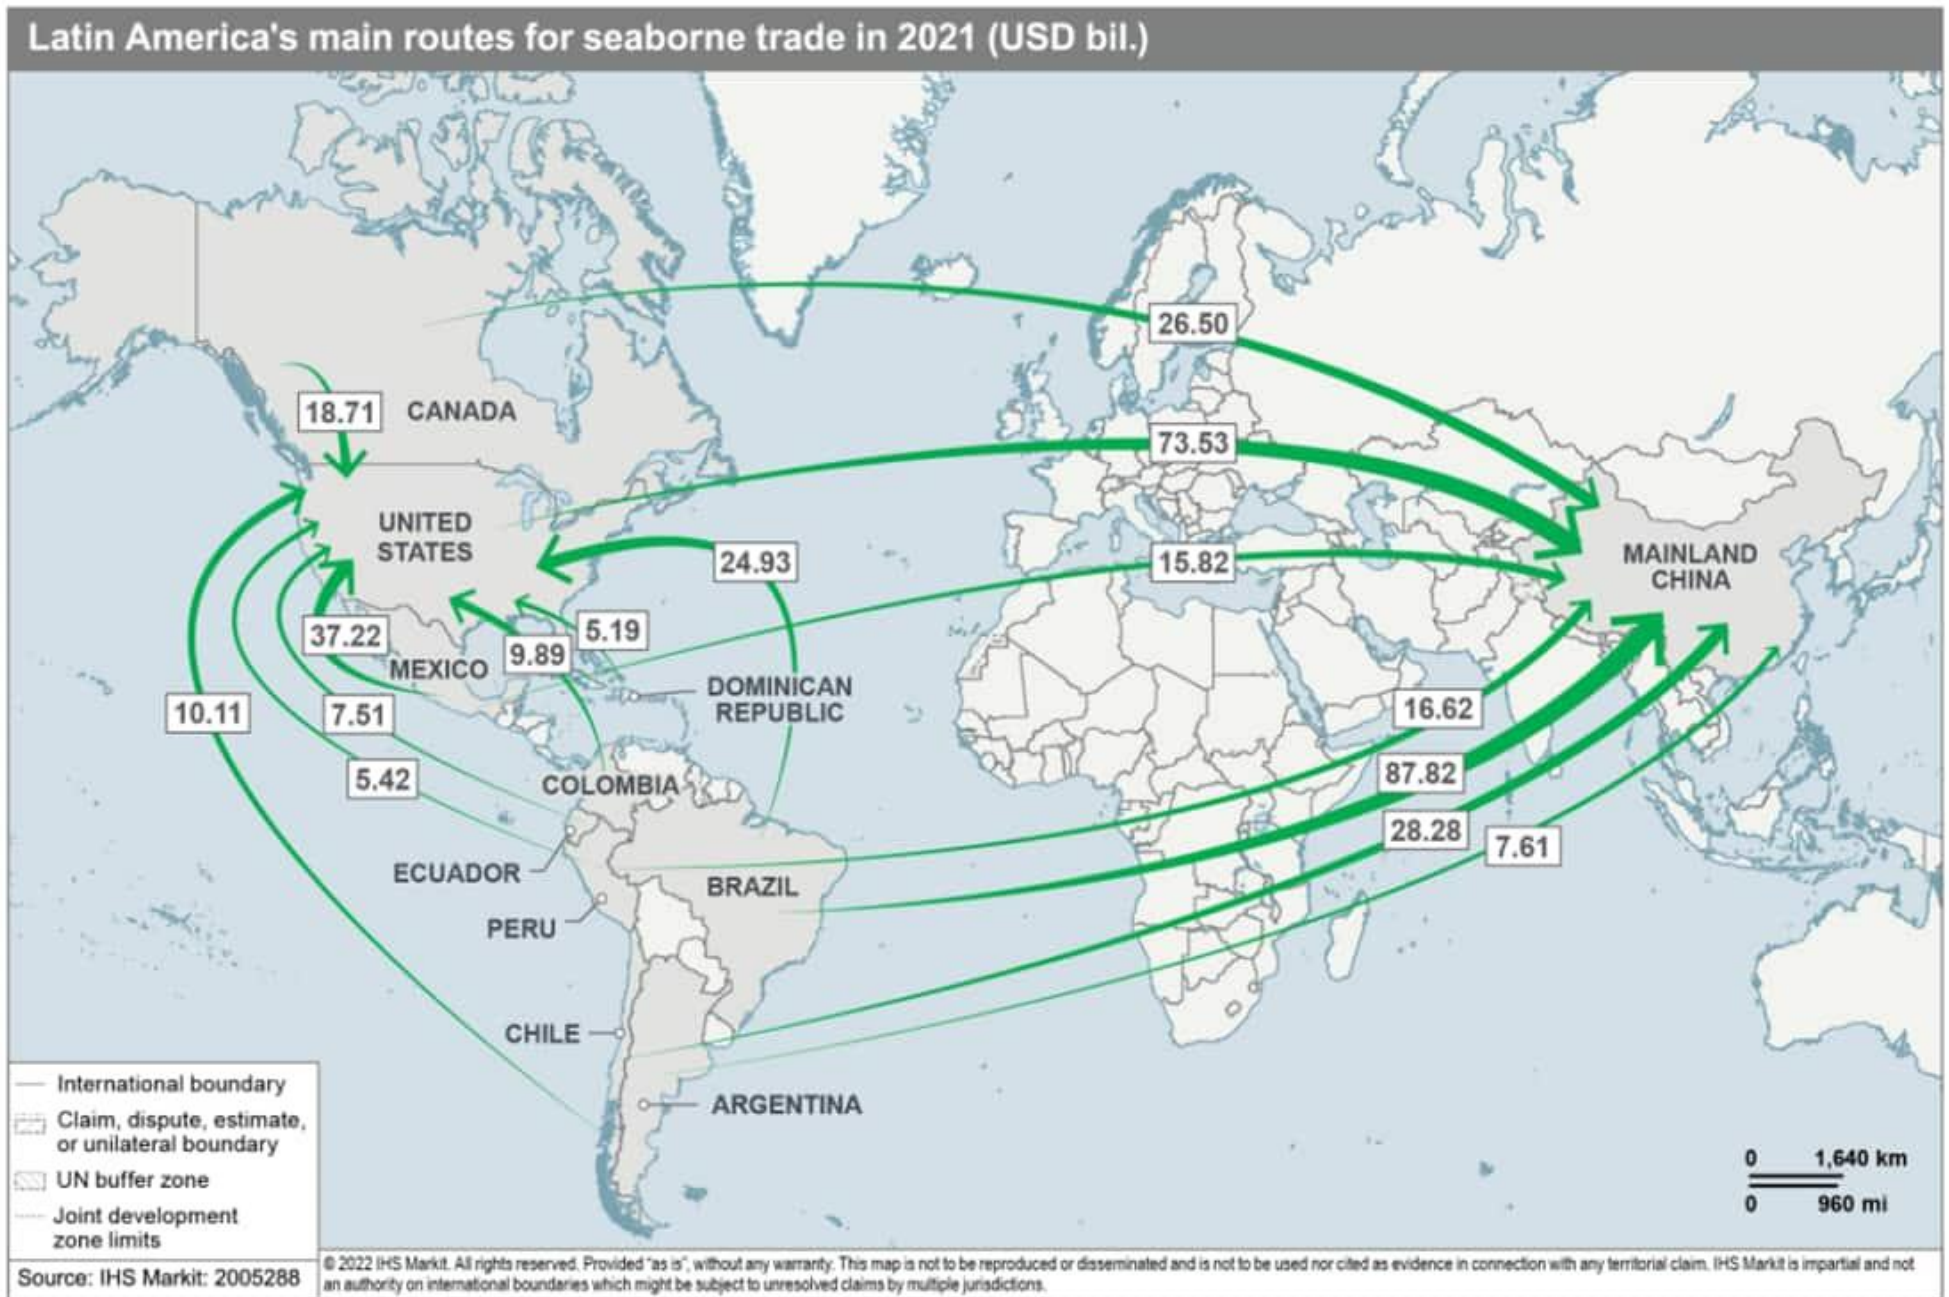 Latin America's main routes for seaborne trade in 2021 (USD bil.)
26.50
18.71
CANADA
73.53
UNITED
STATES
24.93
15.82
MAINLAND
CHINA
37.22
5.19
9.89
MEXICO
DOMINICAN
REPUBLIC
10.11
7.51
16.62
5.42
COLOMBIA
87.82
28.28
7.61
ECUADOR
BRAZIL
PERU
CHILE
ARGENTINA
International boundary
Claim, dispute, estimate,
or unilateral boundary
UN buffer zone
Joint development
zone limits
0 1,640 km
0 960 mi
Source: IHS Markit: 2005288
© 2022 IHS Markit. All rights reserved. Provided “as is”, without any warranty. This map is not to be reproduced or disseminated and is not to be used nor cited as evidence in connection with any territorial claim. IHS Markit is impartial and not
an authority on international boundaries which might be subject to unresolved claims by multiple jurisdictions.